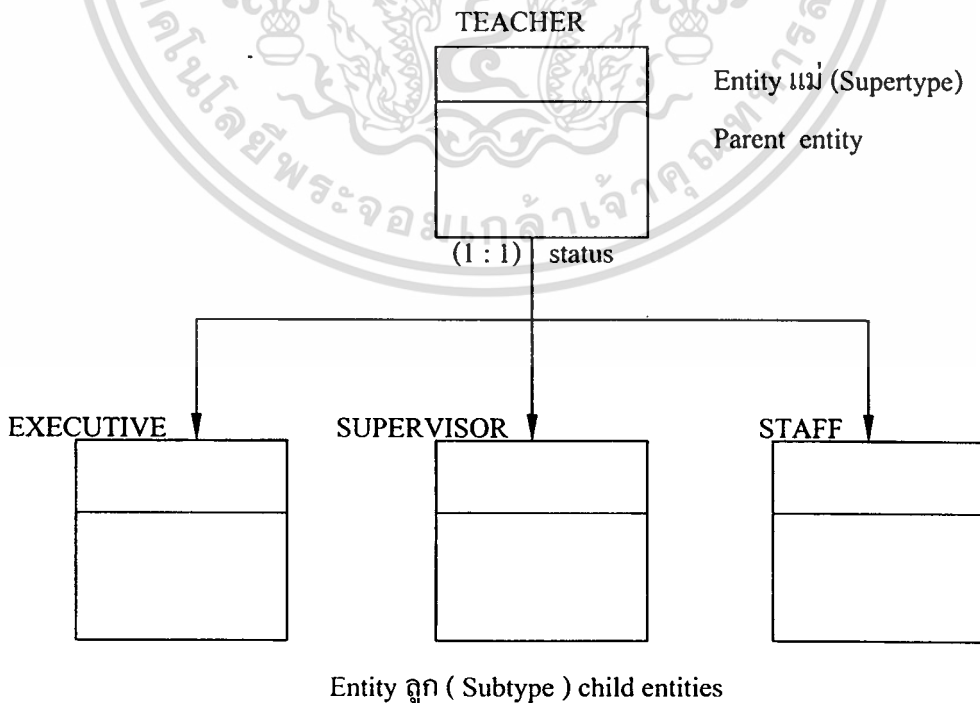 TEACHER
Entity แม่ (Supertype)
Parent entity
(1 : 1) status
EXECUTIVE
SUPERVISOR
STAFF
Entity ลูก ( Subtype ) child entities